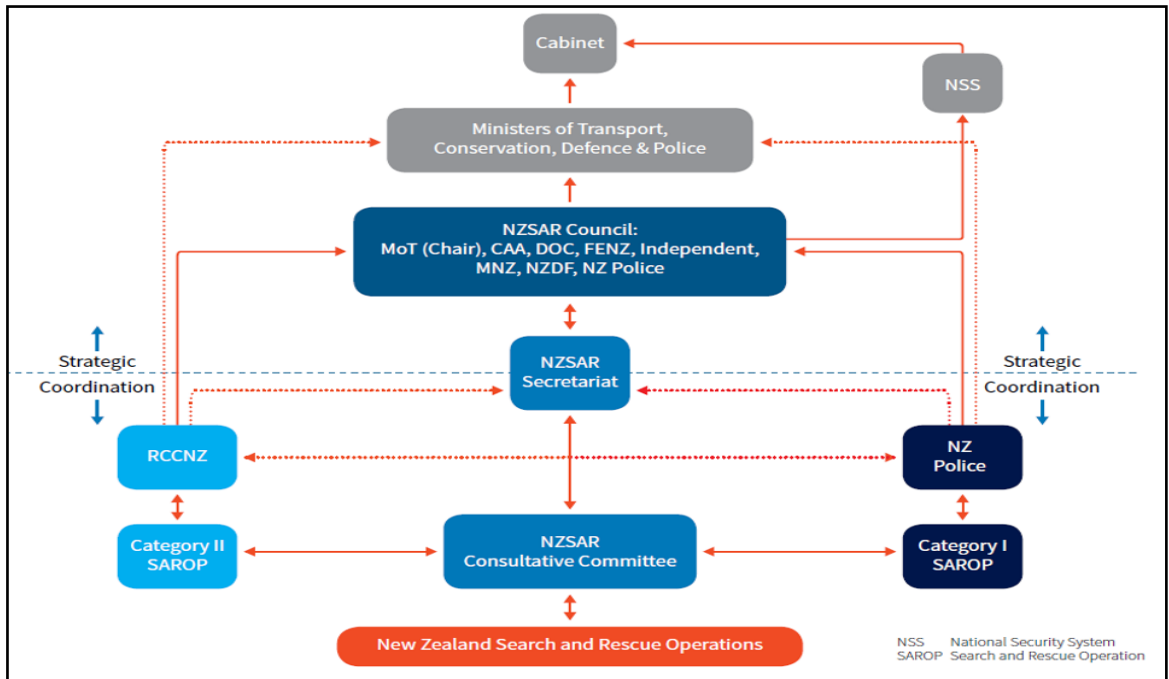 Cabinet
NSS
Ministers of Transport,
Conservation, Defence & Police
NZSAR Council:
MoT (Chair), CAA, DOC, FENZ, Independent,
MNZ, NZDF, NZ Police
Strategic
Coordination
NZSAR
Secretariat
Strategic
Coordination
RCCNZ
NZ
Police
Category II
SAROP
NZSAR
Consultative Committee
Category I
SAROP
New Zealand Search and Rescue Operations
NSS National Security System
SAROP Search and Rescue Operation